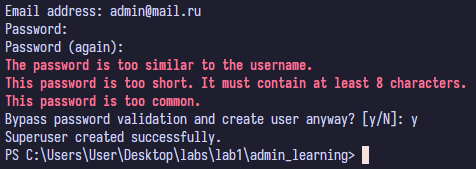 Email address: admin@mail.ru
Password:
Password (again):
The password is too similar to the username.
This password is too short. It must contain at least 8 characters.
This password is too common.
Bypass password validation and create user anyway? [y/N]: y
Superuser created successfully.
PS C:\Users\User\Desktop\labs\lab1\admin_learning>